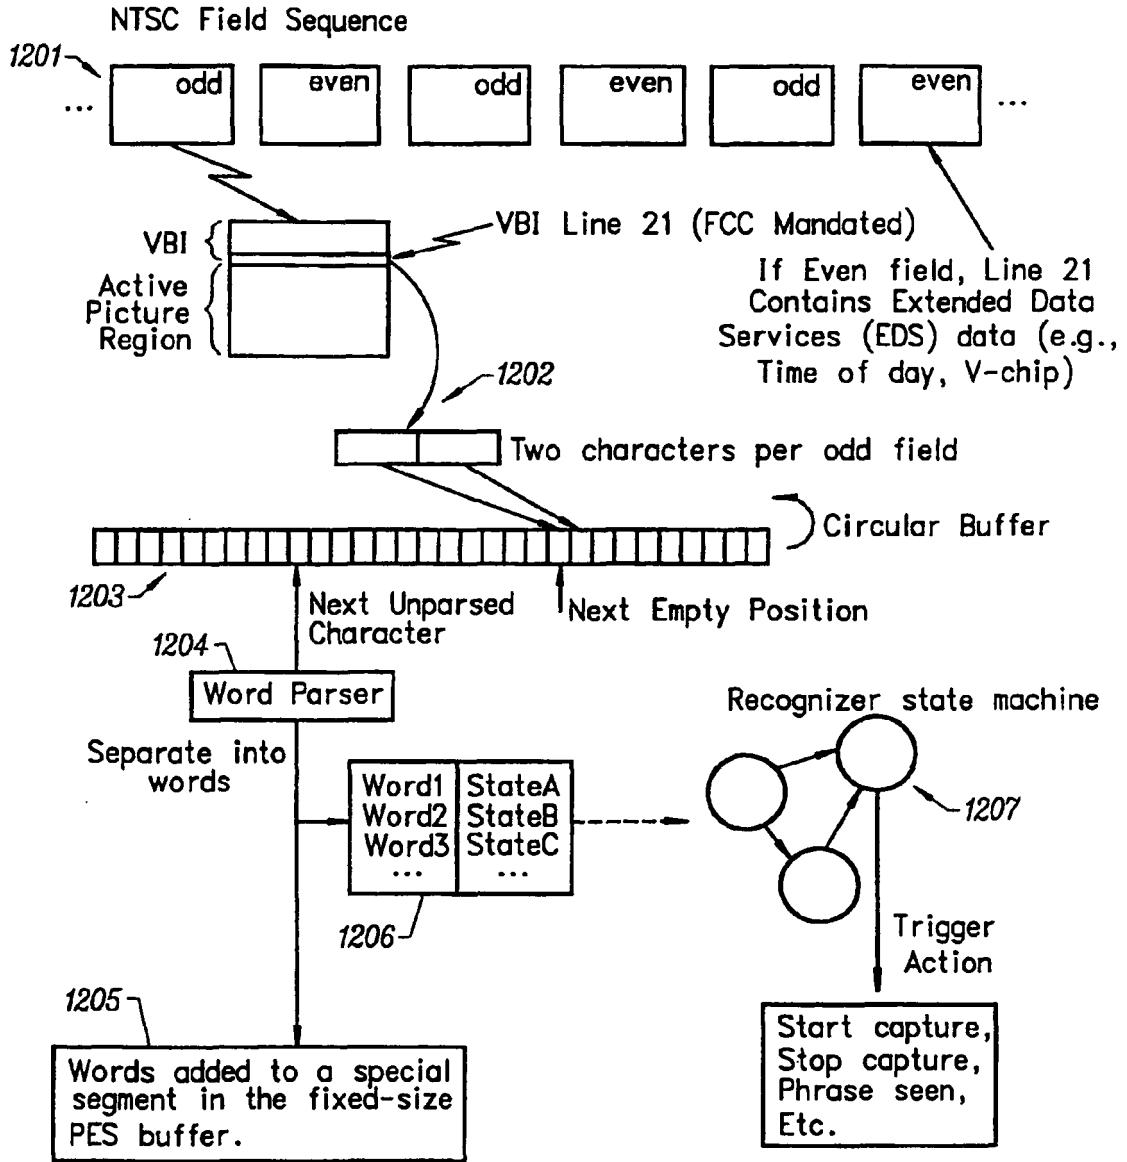 NTSC Field Sequence
1201
... odd even odd even odd even ...
VBI
VBI Line 21 (FCC Mandated)
Active
Picture
Region
If Even field, Line 21
Contains Extended Data
Services (EDS) data (e.g.,
Time of day, V-chip)
1202
Two characters per odd field
Circular Buffer
1203
Next Unparsed
Character
Next Empty Position
1204
Word Parser
Separate into
words
Word1 StateA
Word2 StateB
Word3 StateC
... ...
1206
Recognizer state machine
1207
Trigger
Action
1205
Words added to a special
segment in the fixed-size
PES buffer.
Start capture,
Stop capture,
Phrase seen,
Etc.